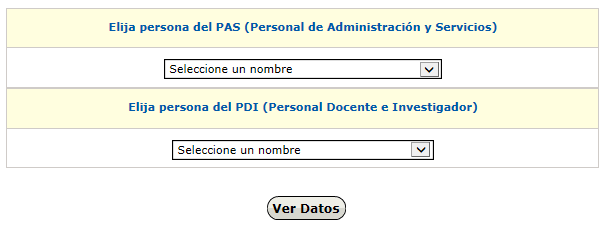 Elija persona del PAS (Personal de Administración y Servicios)
Seleccione un nombre
Elija persona del PDI (Personal Docente e Investigador)
Seleccione un nombre
Ver Datos